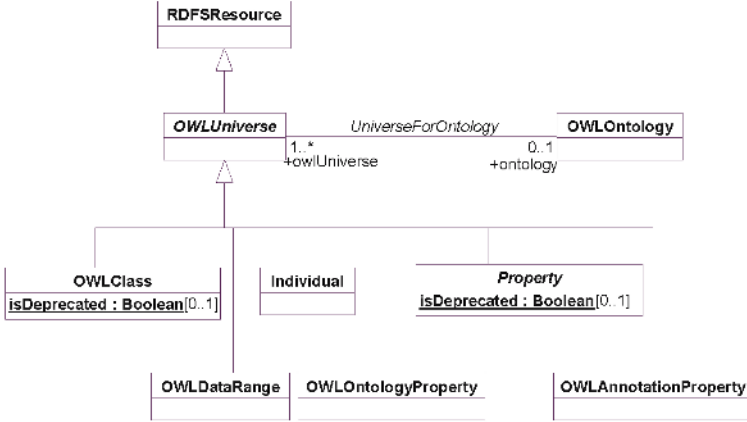 RDFSResource
OWLUniverse
UniverseForOntology
OWLOntology
1..*
0..1
+owlUniverse
+ontology
OWLClass
isDeprecated : Boolean[0..1]
Individual
Property
isDeprecated : Boolean[0..1]
OWLDataRange
OWLOntologyProperty
OWLAnnotationProperty